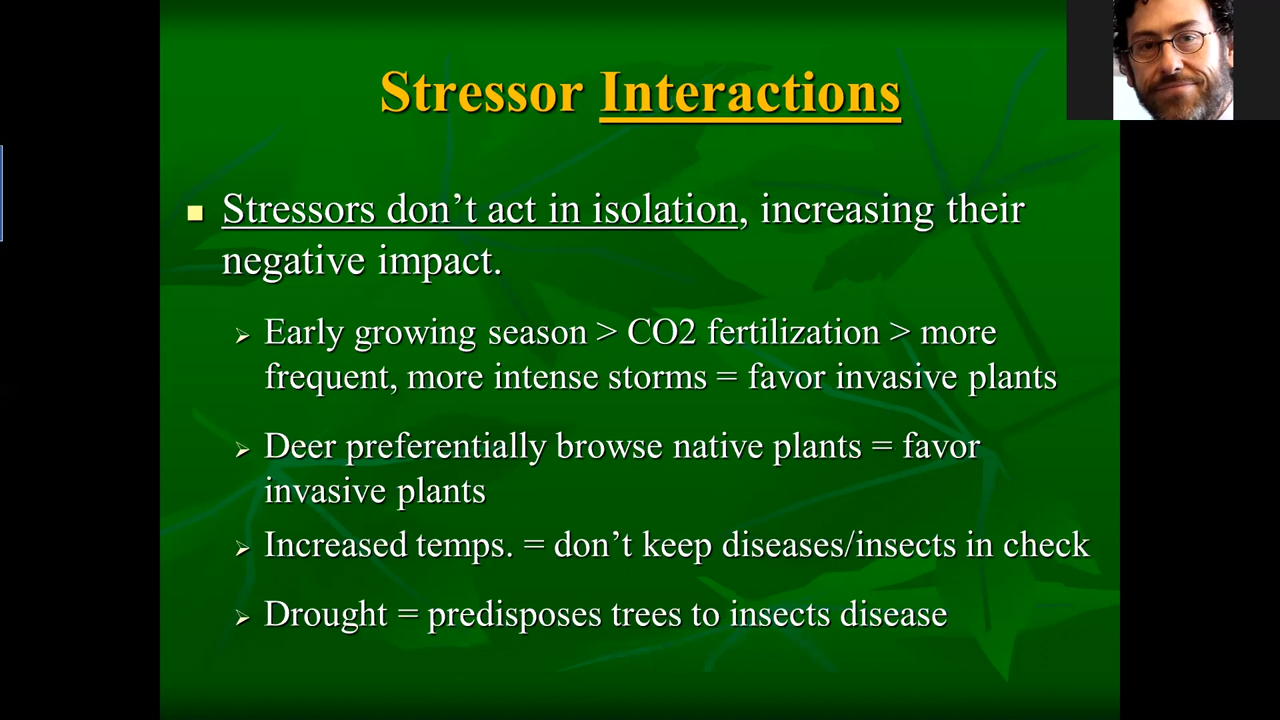 Stressor Interactions
Stressors don’t act in isolation, increasing their
negative impact.
Early growing season > CO2 fertilization > more
frequent, more intense storms = favor invasive plants
Deer preferentially browse native plants = favor
invasive plants
Increased temps. = don’t keep diseases/insects in check
Drought = predisposes trees to insects disease